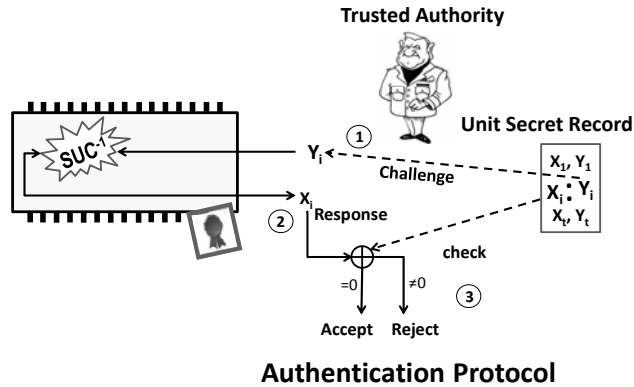 Trusted Authority
Unit Secret Record
SUC-1
Yi
1
Challenge
X1, Y1
Xi : Yi
Xt, Yt
Xi
Response
2
check
=0
≠0
3
Accept
Reject
Authentication Protocol